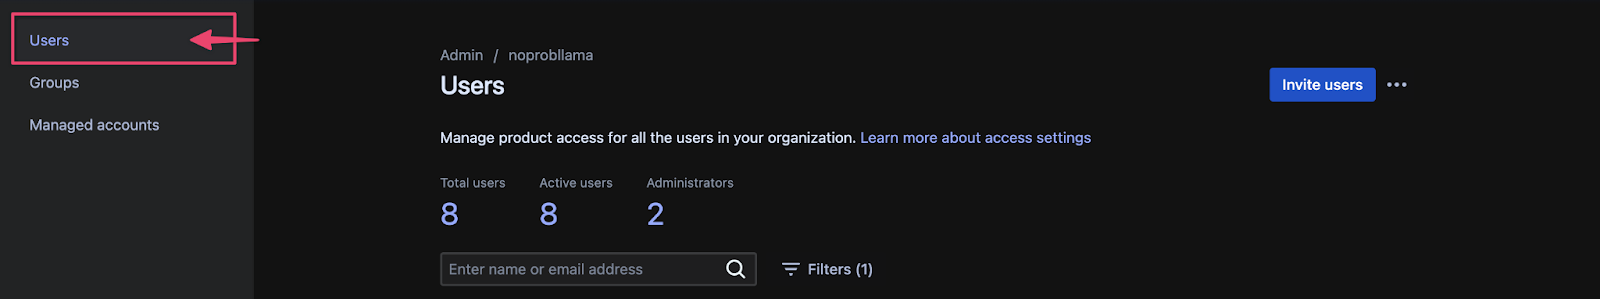 Users
Groups
Managed accounts
Admin / noprobllama
Users
Invite users
Manage product access for all the users in your organization. Learn more about access settings
Total users Active users Administrators
8 8 2
Enter name or email address Filters (1)